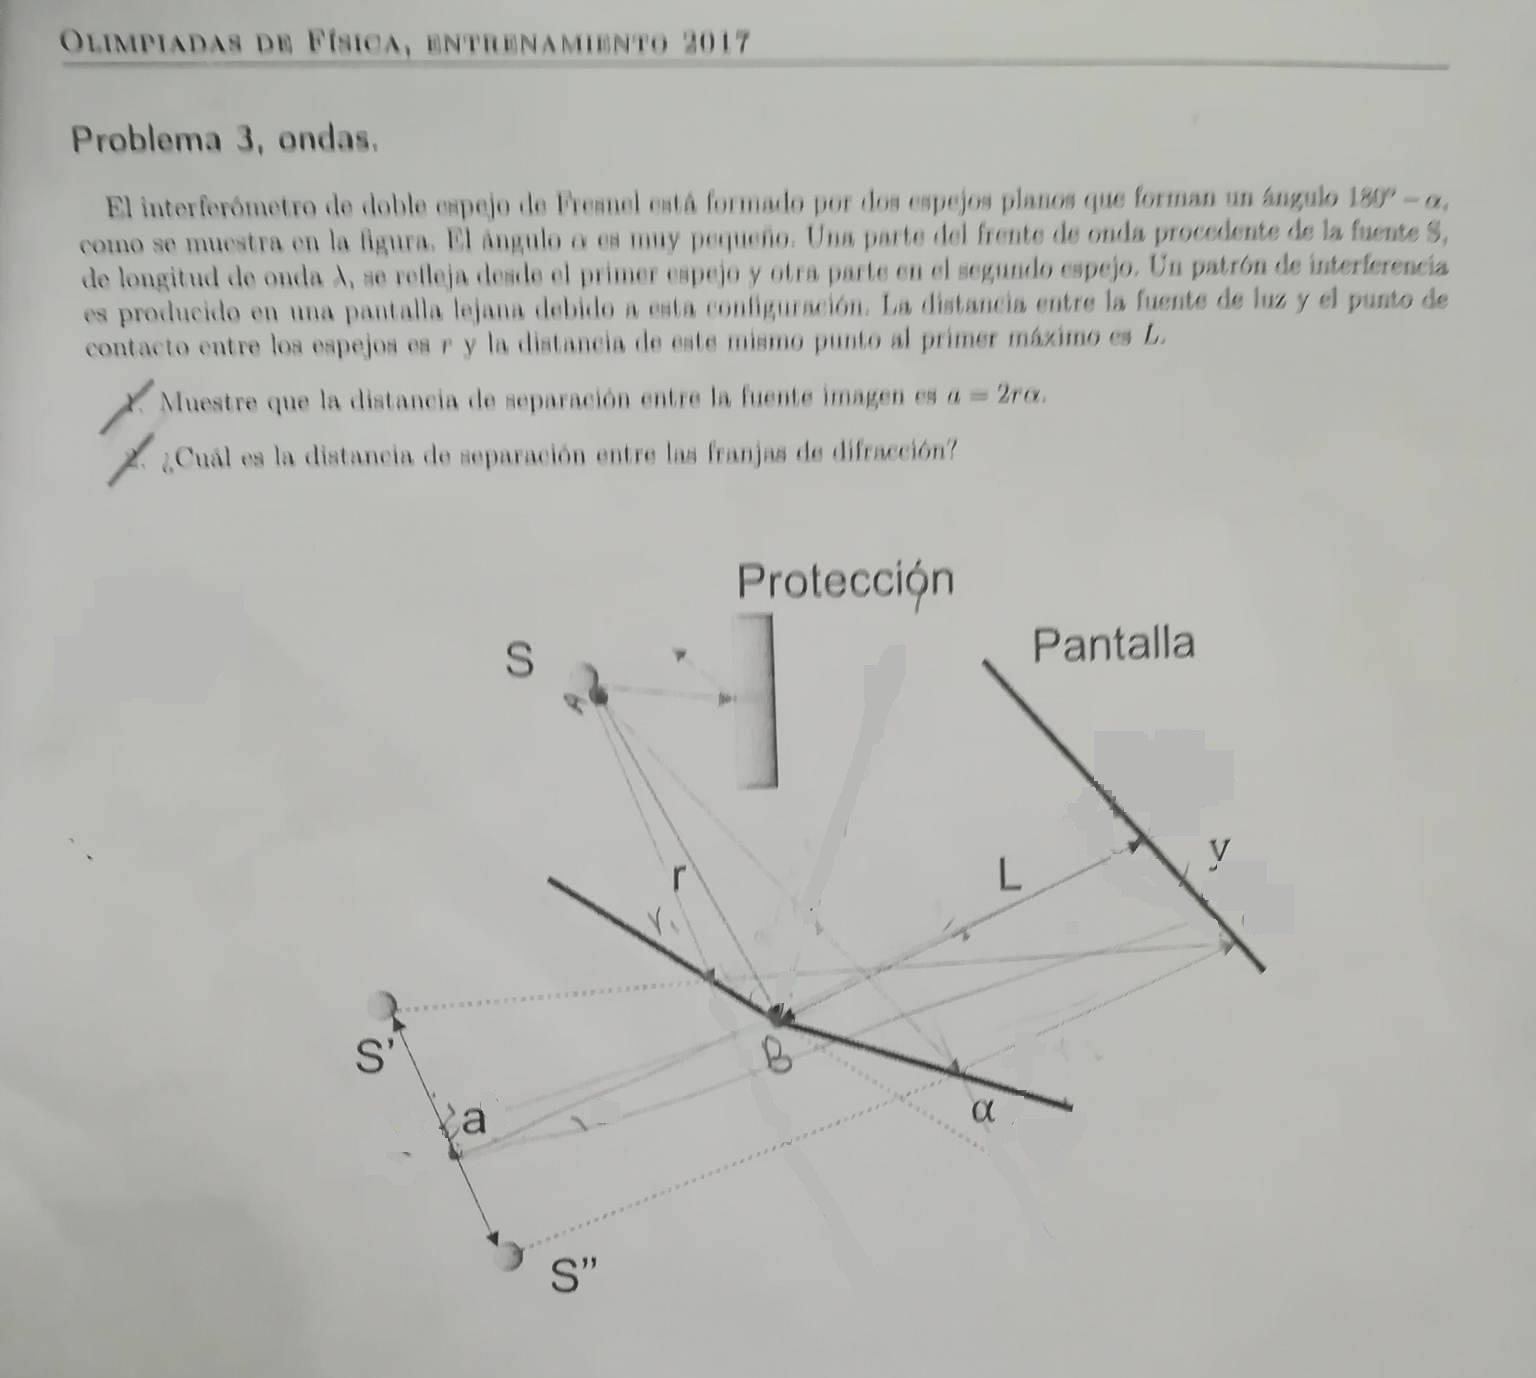 OLIMPIADAS DE FÍSICA, ENTRENAMIENTO 2017
Problema 3, ondas.
El interferómetro de doble espejo de Fresnel está formado por dos espejos planos que forman un ángulo 180º − α,
como se muestra en la figura. El ángulo α es muy pequeño. Una parte del frente de onda procedente de la fuente S,
de longitud de onda λ, se refleja desde el primer espejo y otra parte en el segundo espejo. Un patrón de interferencia
es producido en una pantalla lejana debido a esta configuración. La distancia entre la fuente de luz y el punto de
contacto entre los espejos es r y la distancia de este mismo punto al primer máximo es L.
1. Muestre que la distancia de separación entre la fuente imagen es a = 2rα.
2. ¿Cuál es la distancia de separación entre las franjas de difracción?
Protección
S
Pantalla
y
r
L
S'
B
a
α
S"